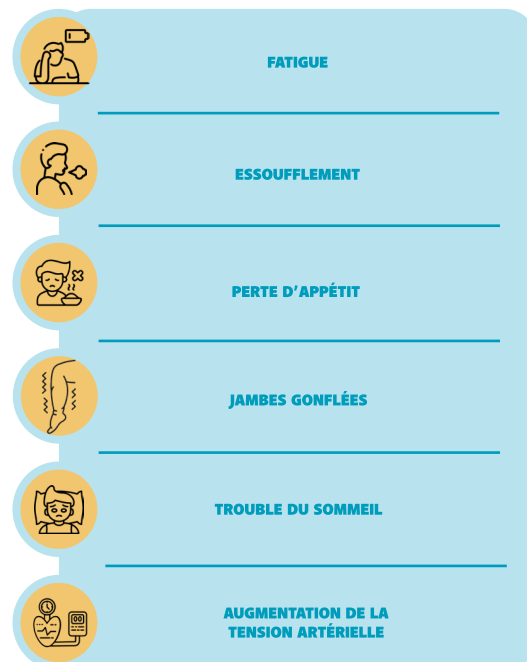 FATIGUE
ESSOUFFLEMENT
PERTE D'APPÉTIT
JAMBES GONFLÉES
TROUBLE DU SOMMEIL
AUGMENTATION DE LA
TENSION ARTÉRIELLE